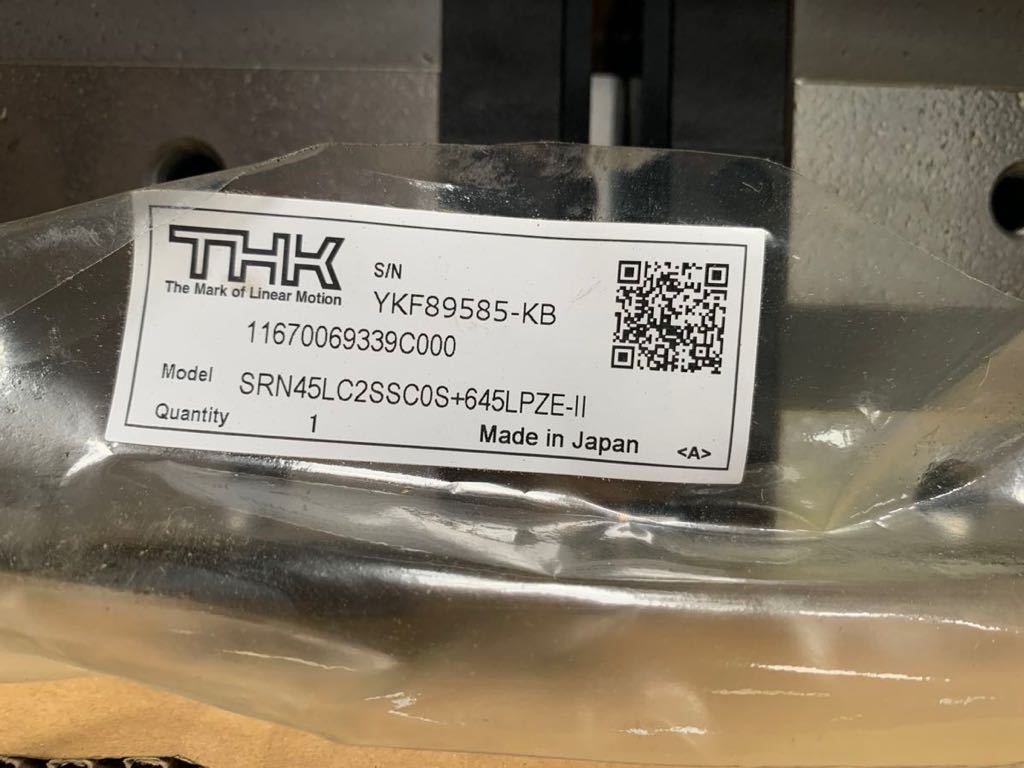 THK
The Mark of Linear Motion
S/N
YKF89585-KB
11670069339C000
Model SRN45LC2SSC0S+645LPZE-II
Quantity 1
Made in Japan <A>